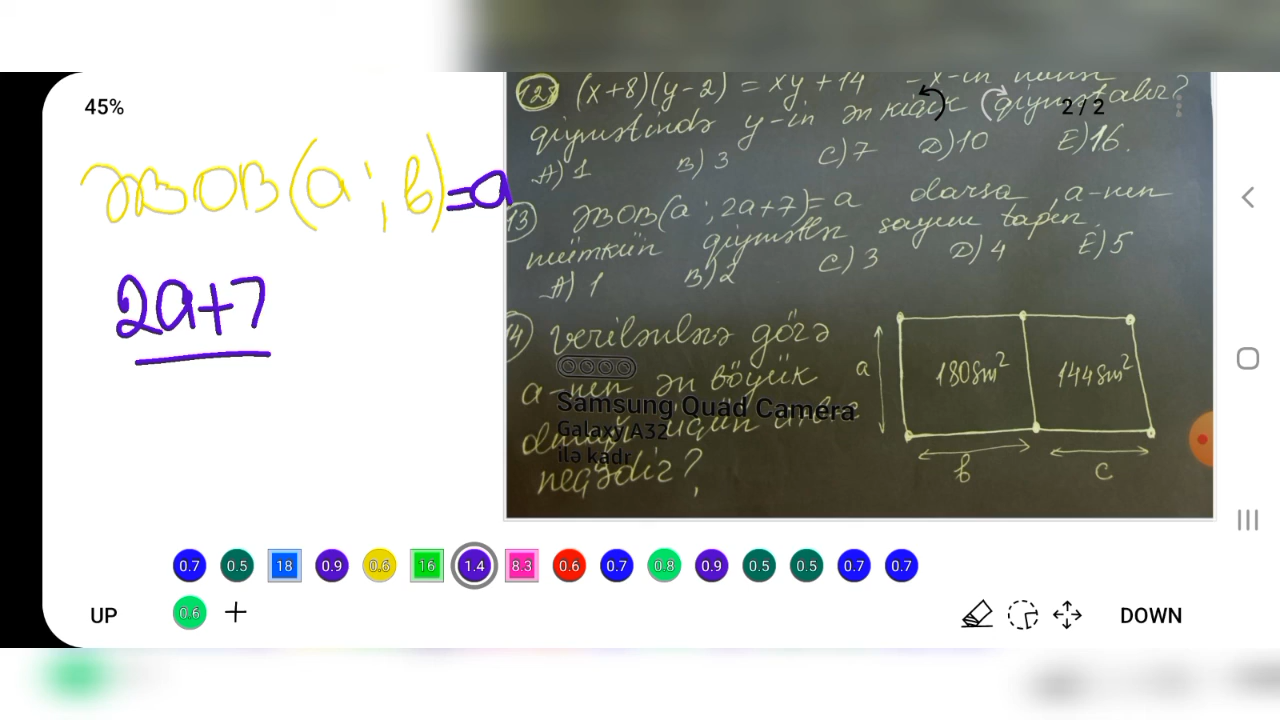 45%
ƏBOB(a ; b)=a
2a+7
128 (x+8)(y-2) = xy + 14 - x-in
2/2
qiymətində y-in ən kiçik qiymətalır?
A) 1 B) 3 C) 7 D) 10 E) 16.
13) ƏBOB(a ; 2a+7) = a darsa, a-nın
mümkün qiymətlər sayını tapın.
A) 1 B) 2 C) 3 D) 4 E) 5
14) verilənlərə görə
a-nın ən böyük
Samsung Quad Camera
Galaxy A32
ilə kadr
neçədir?
a
180sm²
144sm²
b
c
0.7 0.5 18 0.9 0.6 16 1.4 8.3 0.6 0.7 0.8 0.9 0.5 0.5 0.7 0.7
UP 0.6 + DOWN